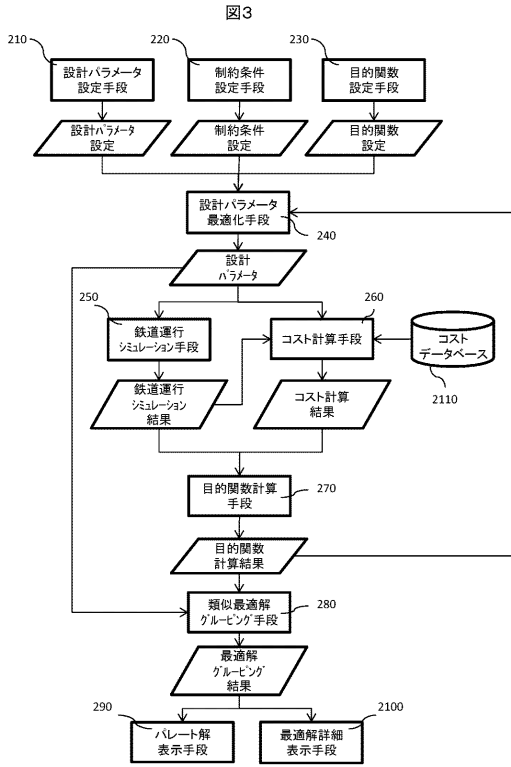 図3
210
220
230
設計パラメータ
設定手段
制約条件
設定手段
目的関数
設定手段
設計ﾊﾟﾗﾒｰﾀ
設定
制約条件
設定
目的関数
設定
設計パラメータ
最適化手段
240
設計
ﾊﾟﾗﾒｰﾀ
250
260
鉄道運行
ｼﾐｭﾚｰｼｮﾝ手段
コスト計算手段
コスト
データベース
2110
鉄道運行
ｼﾐｭﾚｰｼｮﾝ
結果
コスト計算
結果
目的関数計算
手段
270
目的関数
計算結果
類似最適解
ｸﾞﾙｰﾋﾟﾝｸﾞ手段
280
最適解
ｸﾞﾙｰﾋﾟﾝｸﾞ
結果
290
2100
パレート解
表示手段
最適解詳細
表示手段